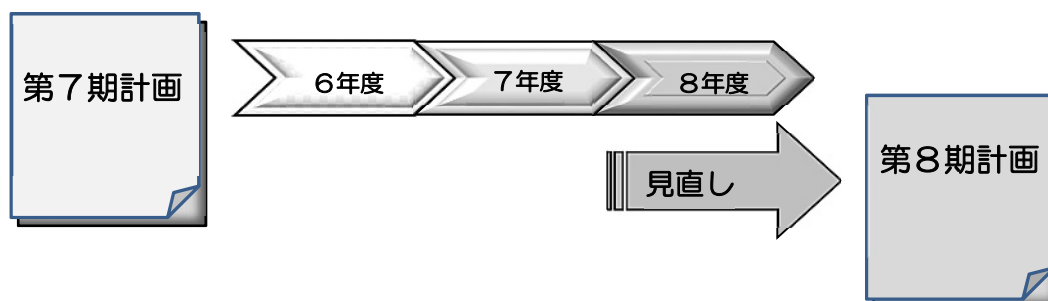 第７期計画
６年度
７年度
８年度
見直し
第８期計画